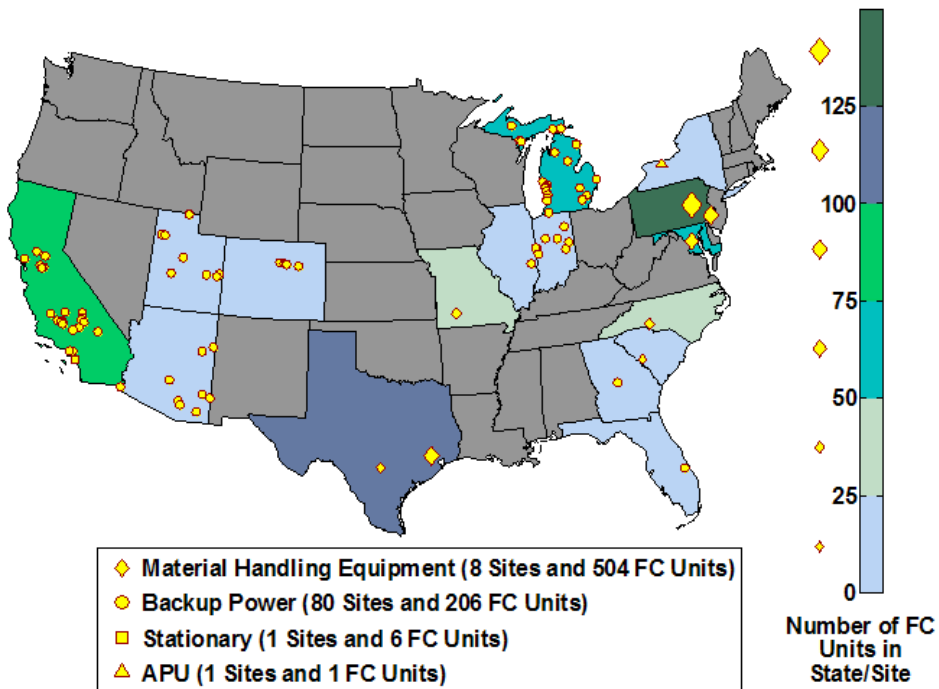 125
100
75
50
25
0
Number of FC
Units in
State/Site
Material Handling Equipment (8 Sites and 504 FC Units)
Backup Power (80 Sites and 206 FC Units)
Stationary (1 Sites and 6 FC Units)
APU (1 Sites and 1 FC Units)